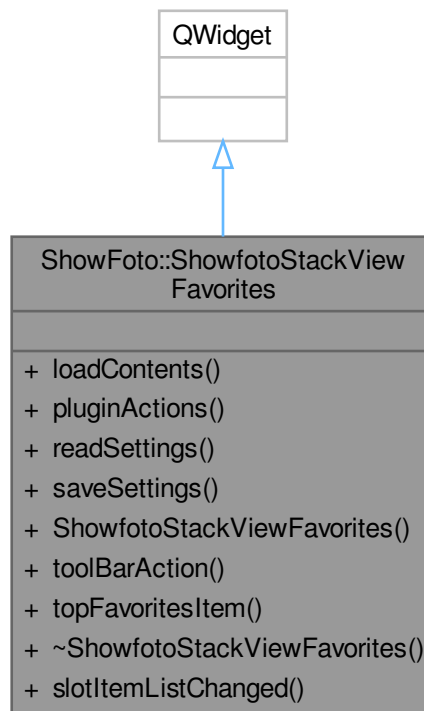 QWidget
ShowFoto::ShowfotoStackView
Favorites
+ loadContents()
+ pluginActions()
+ readSettings()
+ saveSettings()
+ ShowfotoStackViewFavorites()
+ toolBarAction()
+ topFavoritesItem()
+ ~ShowfotoStackViewFavorites()
+ slotItemListChanged()